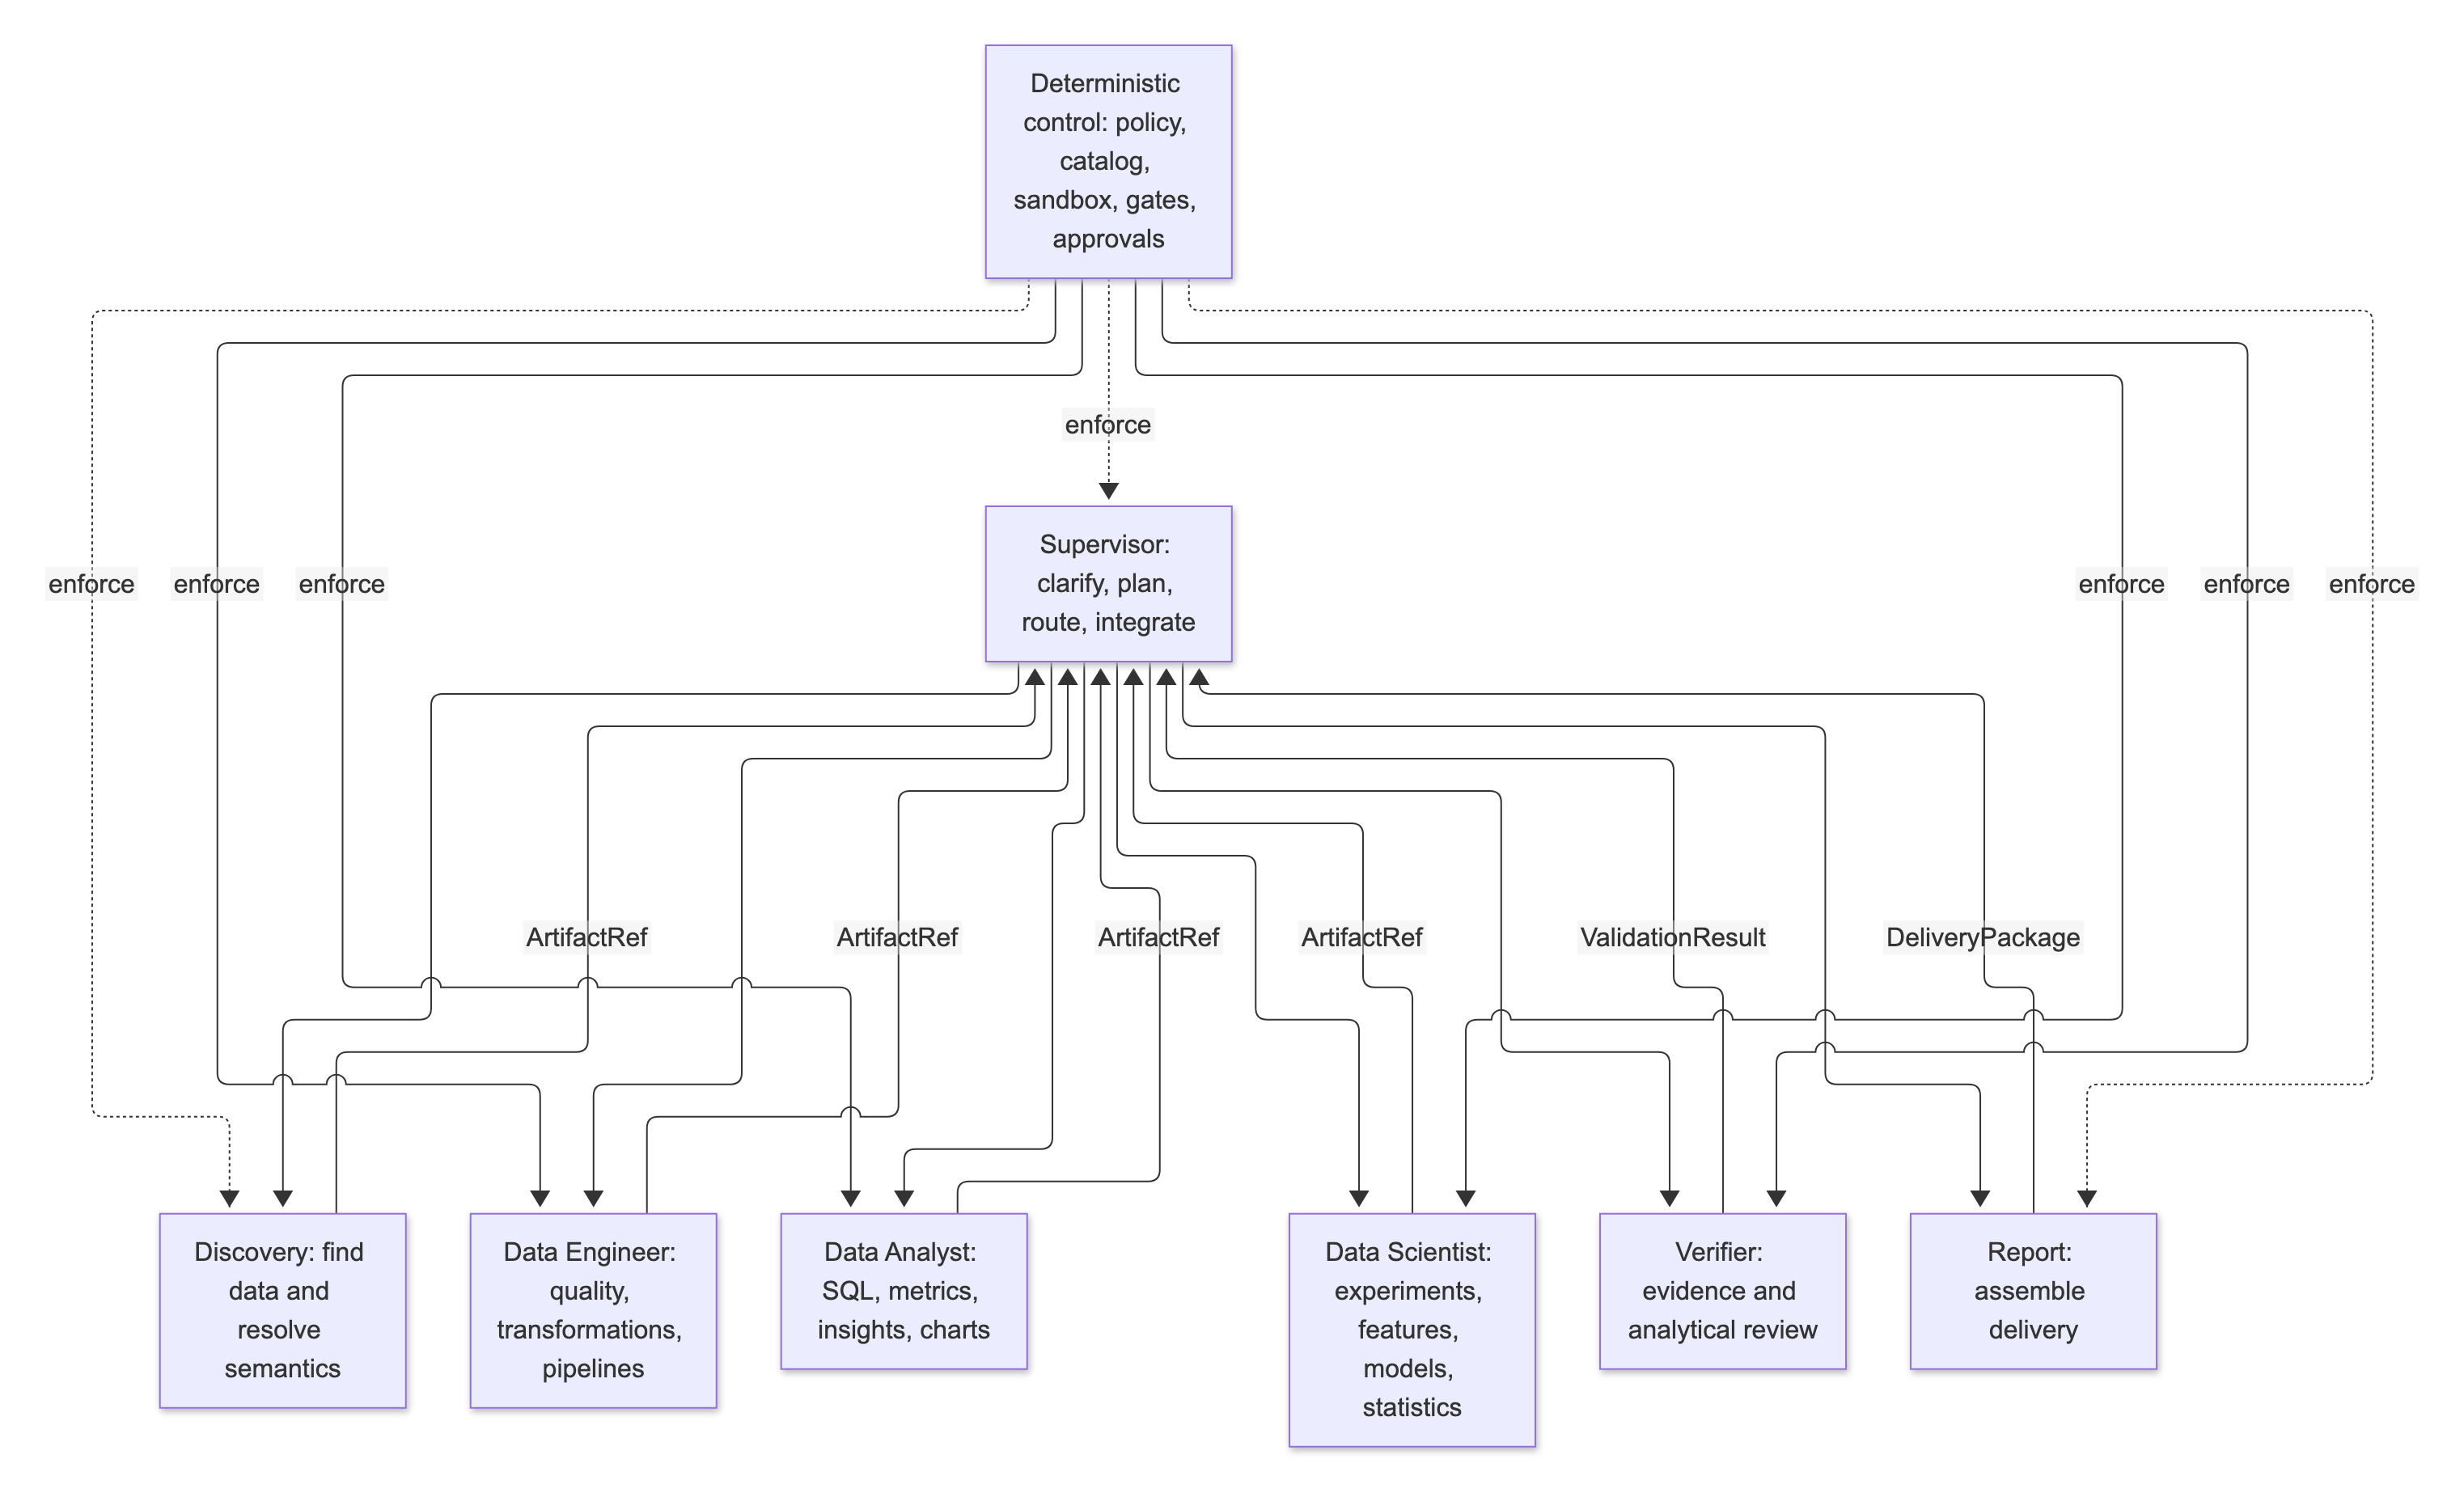 Deterministic
control: policy,
catalog,
sandbox, gates,
approvals
enforce
Supervisor:
clarify, plan,
route, integrate
enforce
enforce
enforce
enforce
enforce
enforce
ArtifactRef
ArtifactRef
ArtifactRef
ArtifactRef
ValidationResult
DeliveryPackage
Discovery: find
data and
resolve
semantics
Data Engineer:
quality,
transformations,
pipelines
Data Analyst:
SQL, metrics,
insights, charts
Data Scientist:
experiments,
features,
models,
statistics
Verifier:
evidence and
analytical review
Report:
assemble
delivery